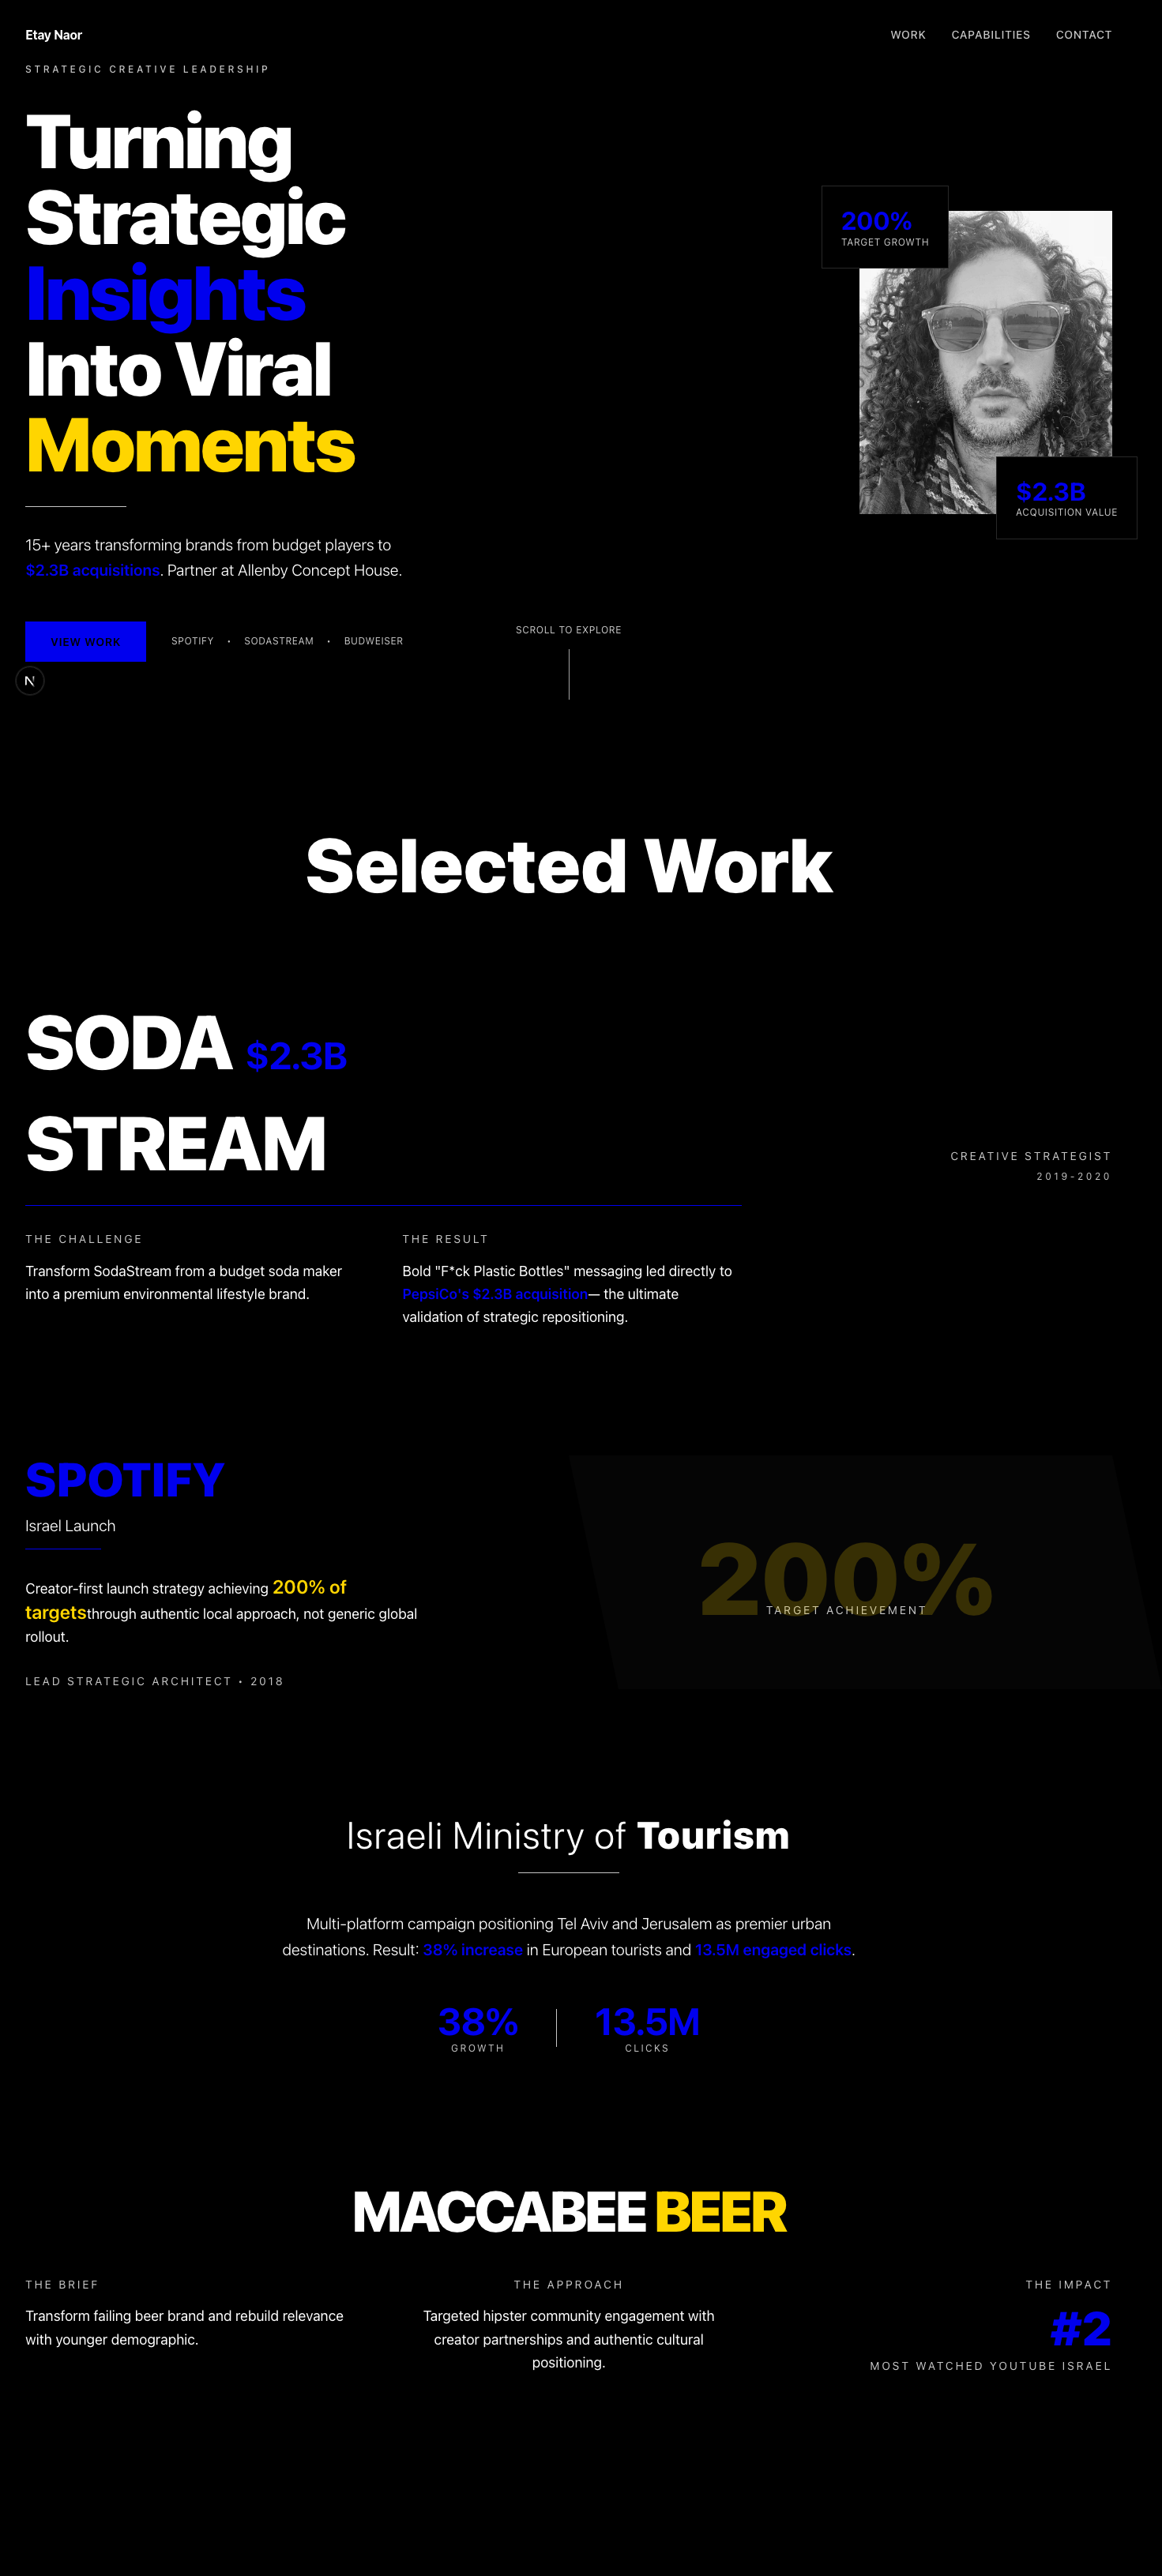 Etay Naor
WORK CAPABILITIES CONTACT
STRATEGIC CREATIVE LEADERSHIP
Turning
Strategic
Insights
Into Viral
Moments
200%
TARGET GROWTH
$2.3B
ACQUISITION VALUE
15+ years transforming brands from budget players to
$2.3B acquisitions. Partner at Allenby Concept House.
VIEW WORK
SPOTIFY • SODASTREAM • BUDWEISER
SCROLL TO EXPLORE
N
Selected Work
SODA $2.3B
STREAM
CREATIVE STRATEGIST
2019-2020
THE CHALLENGE
Transform SodaStream from a budget soda maker
into a premium environmental lifestyle brand.
THE RESULT
Bold "F*ck Plastic Bottles" messaging led directly to
PepsiCo's $2.3B acquisition— the ultimate
validation of strategic repositioning.
SPOTIFY
Israel Launch
Creator-first launch strategy achieving 200% of
targetsthrough authentic local approach, not generic global
rollout.
LEAD STRATEGIC ARCHITECT • 2018
200%
TARGET ACHIEVEMENT
Israeli Ministry of Tourism
Multi-platform campaign positioning Tel Aviv and Jerusalem as premier urban
destinations. Result: 38% increase in European tourists and 13.5M engaged clicks.
38%
GROWTH
13.5M
CLICKS
MACCABEE BEER
THE BRIEF
Transform failing beer brand and rebuild relevance
with younger demographic.
THE APPROACH
Targeted hipster community engagement with
creator partnerships and authentic cultural
positioning.
THE IMPACT
#2
MOST WATCHED YOUTUBE ISRAEL